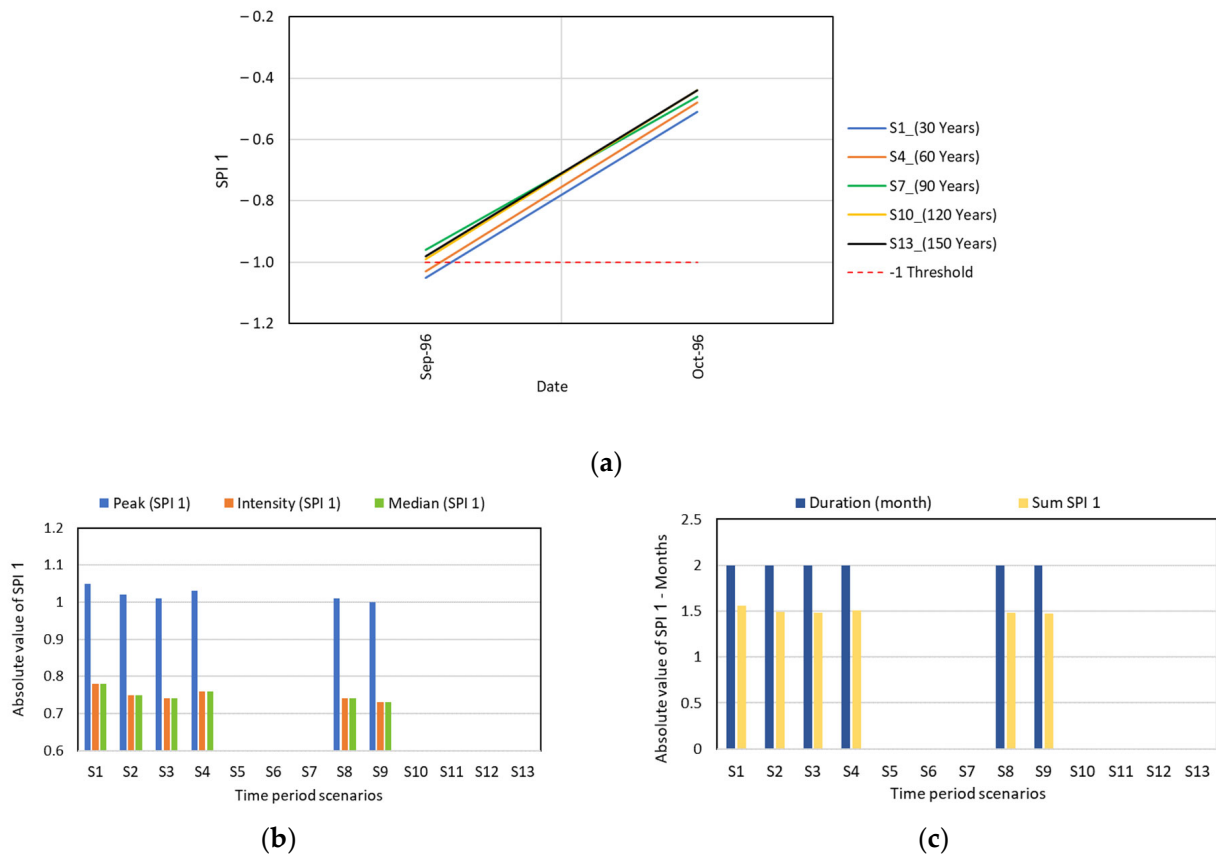 – 0.2
– 0.4
– 0.6
– 0.8
– 1.0
– 1.2
SPI 1
Sep-96
Oct-96
Date
S1_(30 Years)
S4_(60 Years)
S7_(90 Years)
S10_(120 Years)
S13_(150 Years)
-1 Threshold
(a)
Peak (SPI 1) Intensity (SPI 1) Median (SPI 1)
1.2
1.1
1
0.9
0.8
0.7
0.6
Absolute value of SPI 1
S1 S2 S3 S4 S5 S6 S7 S8 S9 S10 S11 S12 S13
Time period scenarios
(b)
Duration (month) Sum SPI 1
2.5
2
1.5
1
0.5
0
Absolute value of SPI 1 - Months
S1 S2 S3 S4 S5 S6 S7 S8 S9 S10 S11 S12 S13
Time period scenarios
(c)